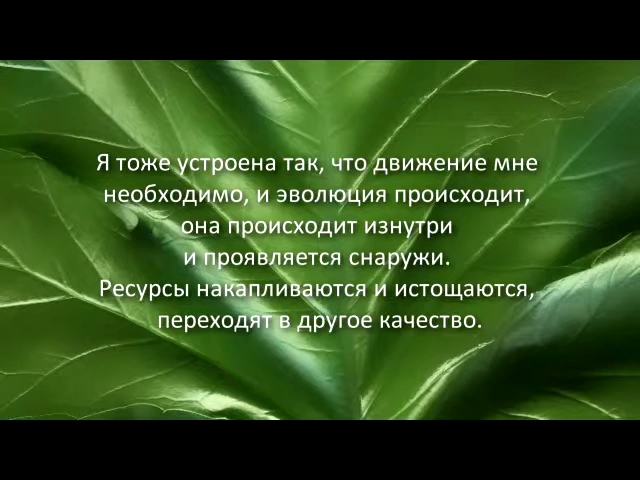 Я тоже устроена так, что движение мне
необходимо, и эволюция происходит,
она происходит изнутри
и проявляется снаружи.
Ресурсы накапливаются и истощаются,
переходят в другое качество.